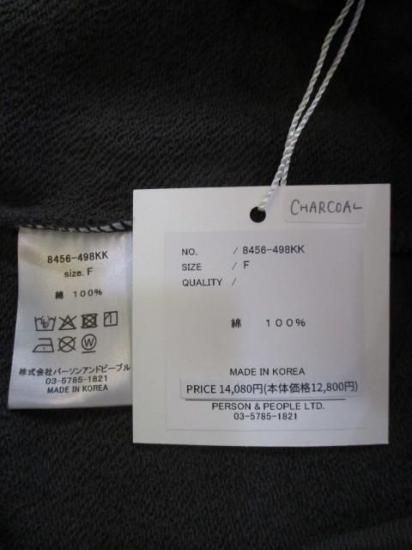 CHARCOAL
NO. / 8456-498KK
SIZE / F
QUALITY /
綿 100%
MADE IN KOREA
PRICE 14,080円(本体価格12,800円)
PERSON & PEOPLE LTD.
03-5785-1821
8456-498KK
size. F
綿 100%
株式会社パーソンアンドピープル
03-5785-1821
MADE IN KOREA